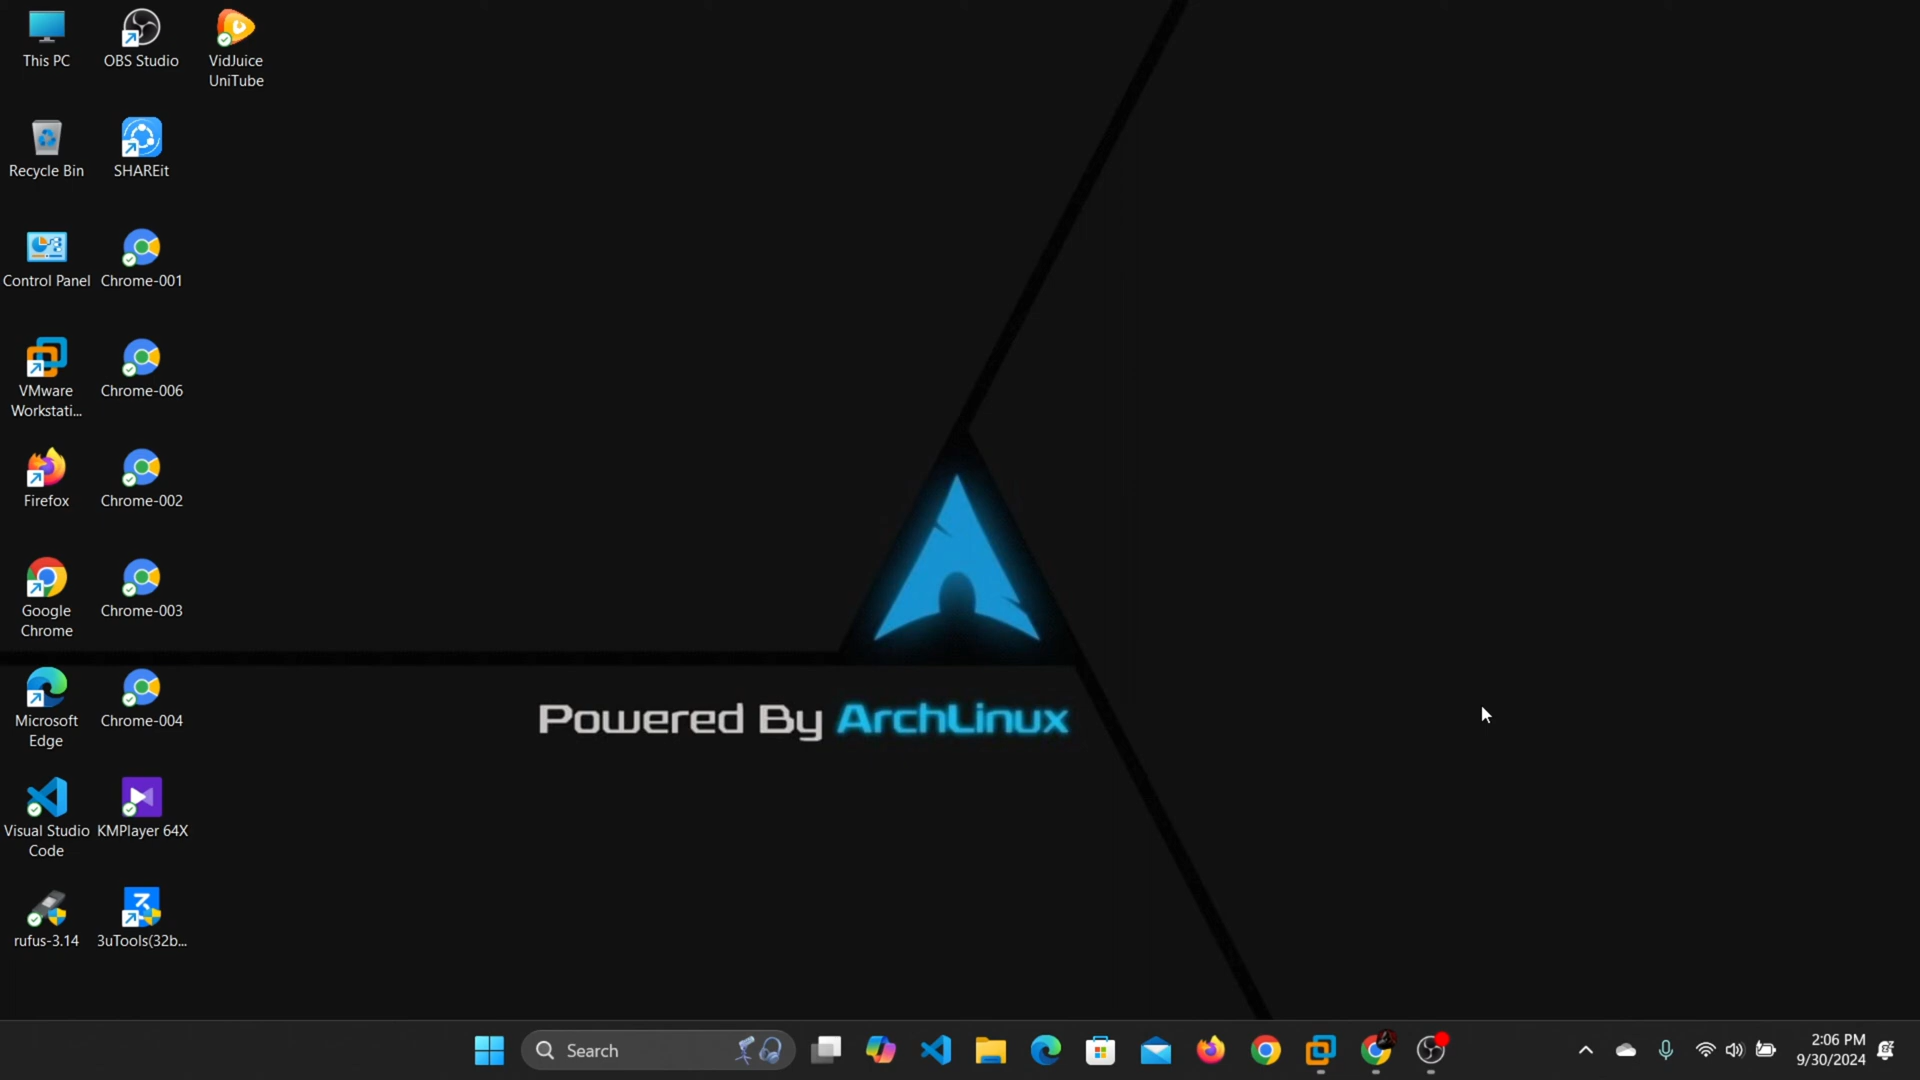 This PC
OBS Studio
VidJuice
UniTube
Recycle Bin
SHAREit
Control Panel
Chrome-001
VMware
Workstati...
Chrome-006
Firefox
Chrome-002
Google
Chrome
Chrome-003
Microsoft
Edge
Chrome-004
Visual Studio
Code
KMPlayer 64X
rufus-3.14
3uTools(32b...
Powered By ArchLinux
Search
2:06 PM
9/30/2024